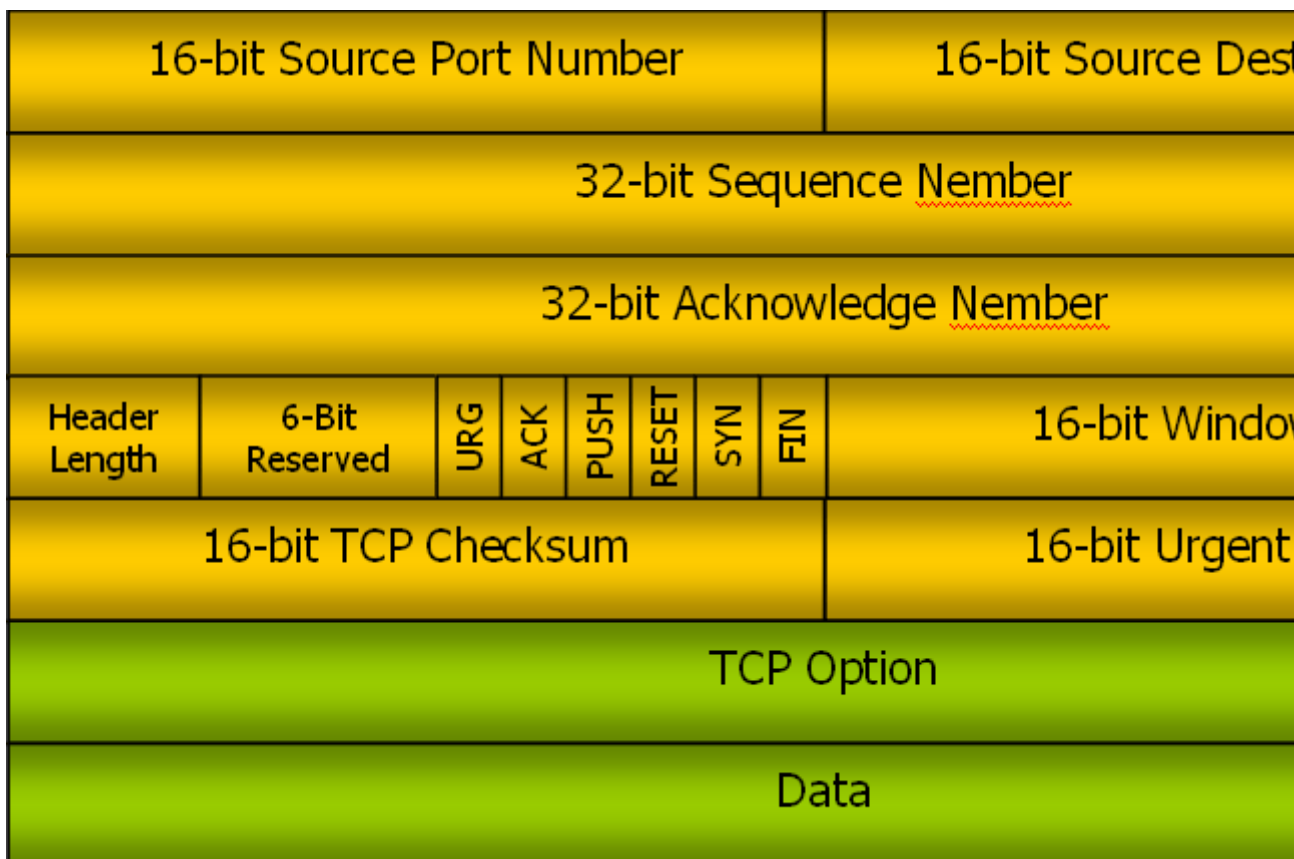 16-bit Source Port Number
16-bit Source Dest
32-bit Sequence Nember
32-bit Acknowledge Nember
Header
Length
6-Bit
Reserved
URG
ACK
PUSH
RESET
SYN
FIN
16-bit Window
16-bit TCP Checksum
16-bit Urgent
TCP Option
Data